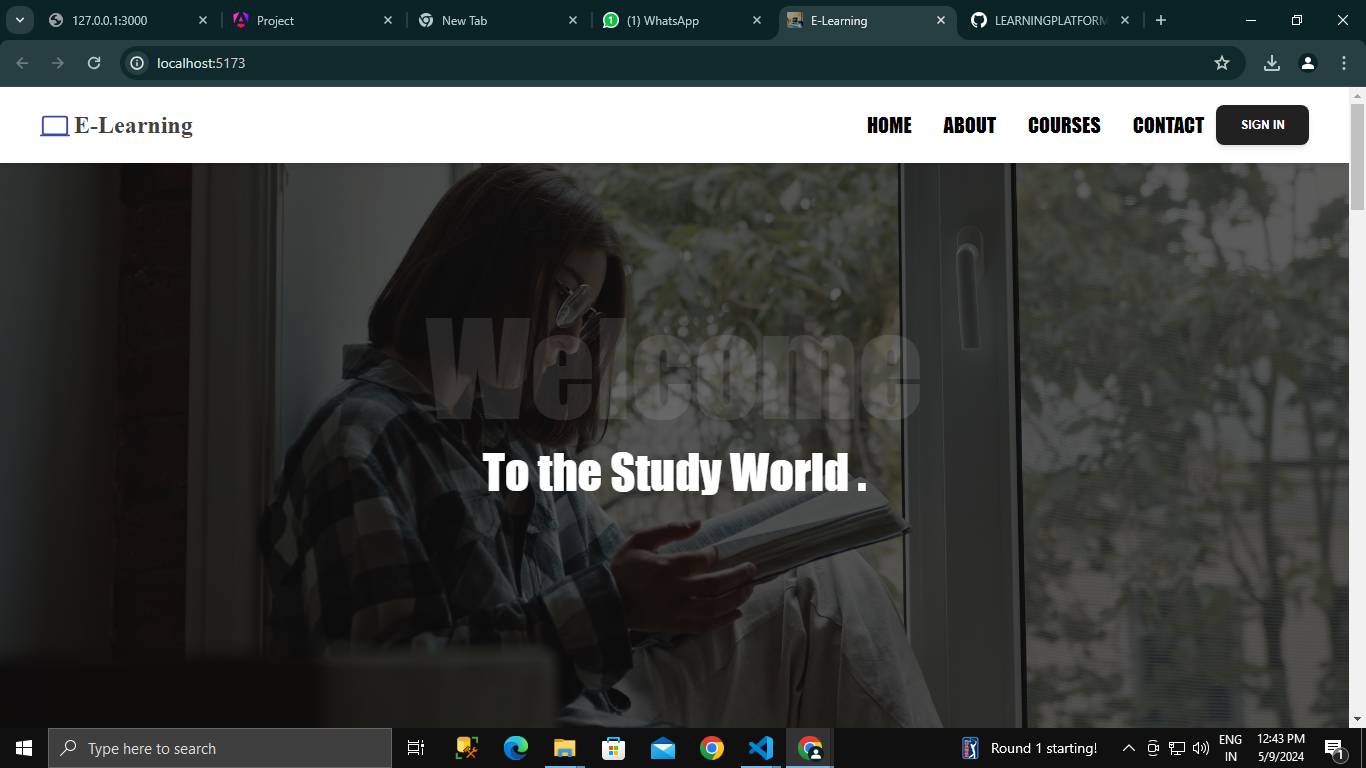 127.0.0.1:3000
Project
New Tab
(1) WhatsApp
E-Learning
LEARNINGPLATFORM
localhost:5173
E-Learning
HOME ABOUT COURSES CONTACT SIGN IN
Welcome
To the Study World .
Type here to search
Round 1 starting!
ENG
IN
12:43 PM
5/9/2024
1